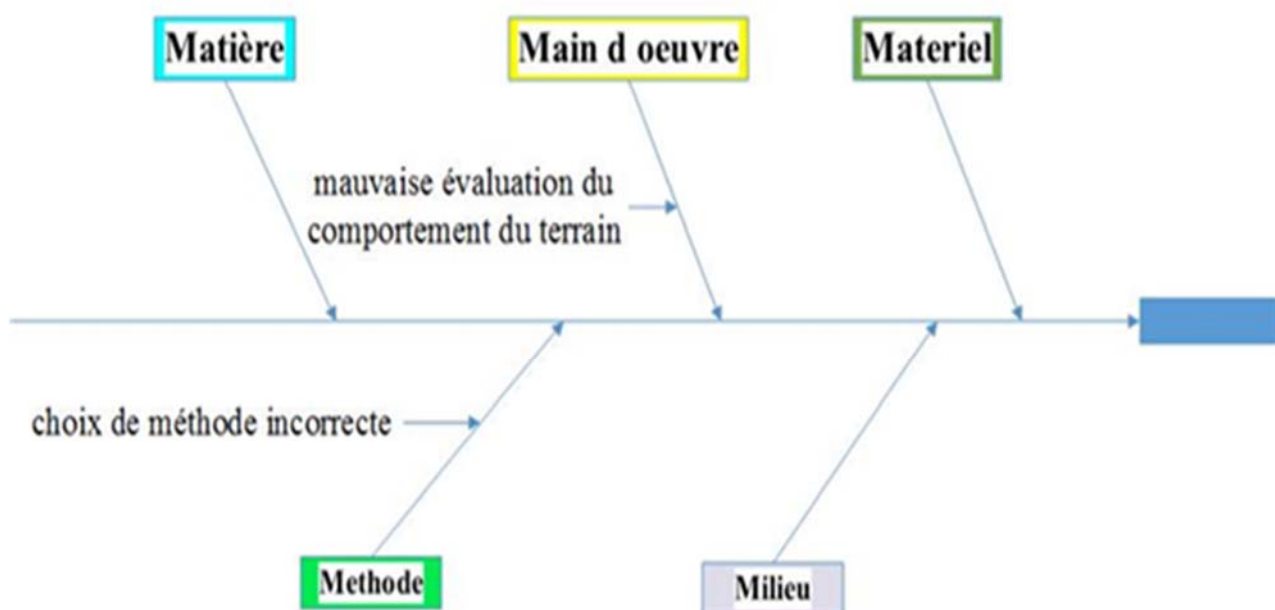 Matière
Main d oeuvre
Materiel
mauvaise évaluation du
comportement du terrain
choix de méthode incorrecte
Methode
Milieu